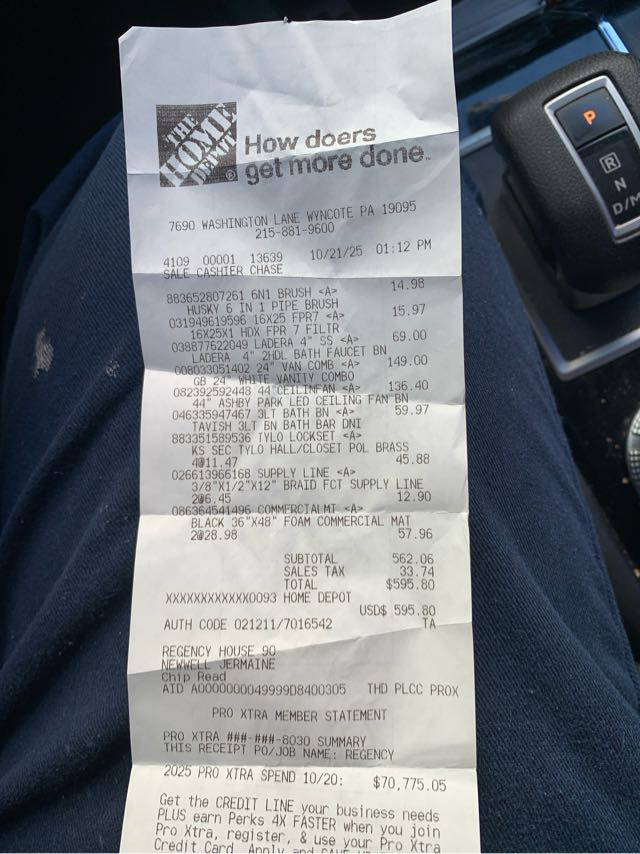 THE
HOME
DEPOT
®
How doers
get more done™
7690 WASHINGTON LANE WYNCOTE PA 19095
215-881-9600
4109 00001 13639 10/21/25 01:12 PM
SALE CASHIER CHASE
883652807261 6N1 BRUSH <A> 14.98
HUSKY 6 IN 1 PIPE BRUSH
031949619596 16X25 FPR7 <A> 15.97
16X25X1 HDX FPR 7 FILTR
038877622049 LADERA 4" SS <A> 69.00
LADERA 4" 2HDL BATH FAUCET BN
008033051402 24" VAN COMB <A> 149.00
GB 24" WHITE VANITY COMBO
082392592448 44 CEILINFAN <A> 136.40
44" ASHBY PARK LED CEILING FAN BN
046335947467 3LT BATH BN <A> 59.97
TAVISH 3LT BN BATH BAR DNI
883351589536 TYLO LOCKSET <A>
KS SEC TYLO HALL/CLOSET POL BRASS
4@11.47 45.88
026613966168 SUPPLY LINE <A>
3/8"X1/2"X12" BRAID FCT SUPPLY LINE
2@6.45 12.90
086364541496 COMMERCIALMT <A>
BLACK 36"X48" FOAM COMMERCIAL MAT
2@28.98 57.96
SUBTOTAL 562.06
SALES TAX 33.74
TOTAL $595.80
XXXXXXXXXXXX0093 HOME DEPOT
USD$ 595.80
AUTH CODE 021211/7016542 TA
REGENCY HOUSE 90
NEWWELL JERMAINE
Chip Read
AID A0000000049999D8400305 THD PLCC PROX
PRO XTRA MEMBER STATEMENT
PRO XTRA ###-###-8030 SUMMARY
THIS RECEIPT PO/JOB NAME: REGENCY
2025 PRO XTRA SPEND 10/20: $70,775.05
Get the CREDIT LINE your business needs
PLUS earn Perks 4X FASTER when you join
Pro Xtra, register, & use your Pro Xtra
Credit Card. Apply and
P
R
N
D/M